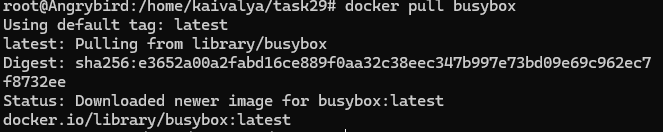 root@Angrybird:/home/kaivalya/task29# docker pull busybox
Using default tag: latest
latest: Pulling from library/busybox
Digest: sha256:e3652a00a2fabd16ce889f0aa32c38eec347b997e73bd09e69c962ec7
f8732ee
Status: Downloaded newer image for busybox:latest
docker.io/library/busybox:latest